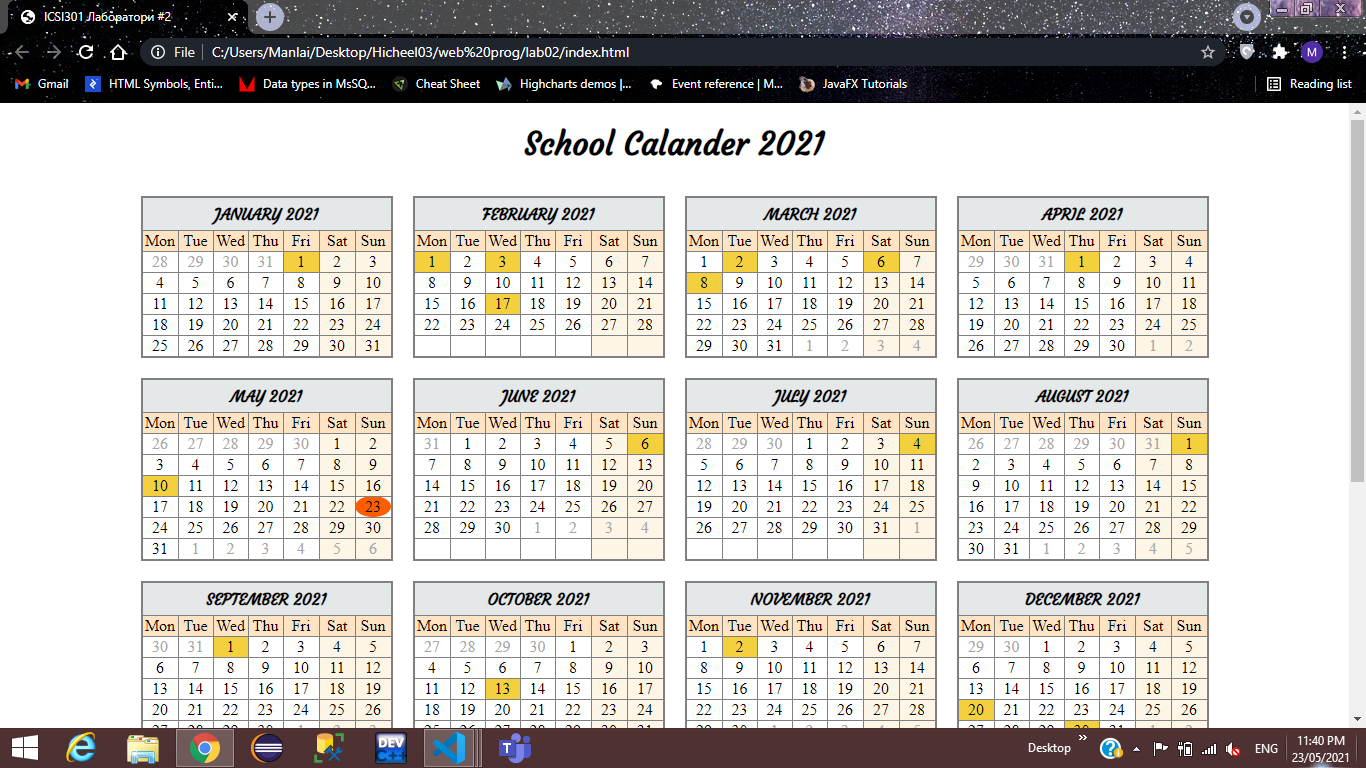 ICSI301 Лаборатори #2
File C:/Users/Manlai/Desktop/Hicheel03/web%20prog/lab02/index.html M
Gmail HTML Symbols, Enti... Data types in MsSQ... Cheat Sheet Highcharts demos |... Event reference | M... JavaFX Tutorials Reading list
School Calander 2021
JANUARY 2021
Mon Tue Wed Thu Fri Sat Sun
28 29 30 31 1 2 3
4 5 6 7 8 9 10
11 12 13 14 15 16 17
18 19 20 21 22 23 24
25 26 27 28 29 30 31
FEBRUARY 2021
Mon Tue Wed Thu Fri Sat Sun
1 2 3 4 5 6 7
8 9 10 11 12 13 14
15 16 17 18 19 20 21
22 23 24 25 26 27 28
MARCH 2021
Mon Tue Wed Thu Fri Sat Sun
1 2 3 4 5 6 7
8 9 10 11 12 13 14
15 16 17 18 19 20 21
22 23 24 25 26 27 28
29 30 31 1 2 3 4
APRIL 2021
Mon Tue Wed Thu Fri Sat Sun
29 30 31 1 2 3 4
5 6 7 8 9 10 11
12 13 14 15 16 17 18
19 20 21 22 23 24 25
26 27 28 29 30 1 2
MAY 2021
Mon Tue Wed Thu Fri Sat Sun
26 27 28 29 30 1 2
3 4 5 6 7 8 9
10 11 12 13 14 15 16
17 18 19 20 21 22 23
24 25 26 27 28 29 30
31 1 2 3 4 5 6
JUNE 2021
Mon Tue Wed Thu Fri Sat Sun
31 1 2 3 4 5 6
7 8 9 10 11 12 13
14 15 16 17 18 19 20
21 22 23 24 25 26 27
28 29 30 1 2 3 4
JULY 2021
Mon Tue Wed Thu Fri Sat Sun
28 29 30 1 2 3 4
5 6 7 8 9 10 11
12 13 14 15 16 17 18
19 20 21 22 23 24 25
26 27 28 29 30 31 1
AUGUST 2021
Mon Tue Wed Thu Fri Sat Sun
26 27 28 29 30 31 1
2 3 4 5 6 7 8
9 10 11 12 13 14 15
16 17 18 19 20 21 22
23 24 25 26 27 28 29
30 31 1 2 3 4 5
SEPTEMBER 2021
Mon Tue Wed Thu Fri Sat Sun
30 31 1 2 3 4 5
6 7 8 9 10 11 12
13 14 15 16 17 18 19
20 21 22 23 24 25 26
OCTOBER 2021
Mon Tue Wed Thu Fri Sat Sun
27 28 29 30 1 2 3
4 5 6 7 8 9 10
11 12 13 14 15 16 17
18 19 20 21 22 23 24
NOVEMBER 2021
Mon Tue Wed Thu Fri Sat Sun
1 2 3 4 5 6 7
8 9 10 11 12 13 14
15 16 17 18 19 20 21
22 23 24 25 26 27 28
DECEMBER 2021
Mon Tue Wed Thu Fri Sat Sun
29 30 1 2 3 4 5
6 7 8 9 10 11 12
13 14 15 16 17 18 19
20 21 22 23 24 25 26
DEV C++
Desktop » ENG
11:40 PM
23/05/2021